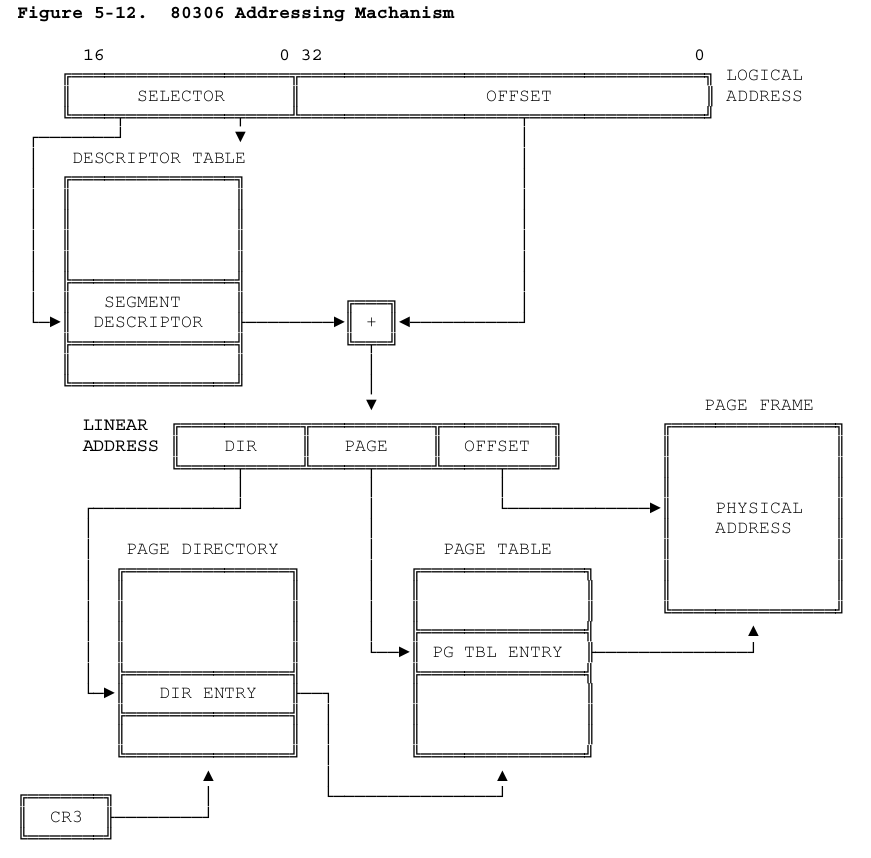 Figure 5-12.  80306 Addressing Machanism
16 0 32 0
LOGICAL
ADDRESS
SELECTOR OFFSET
DESCRIPTOR TABLE
SEGMENT
DESCRIPTOR
+
LINEAR
ADDRESS
DIR PAGE OFFSET
PAGE FRAME
PHYSICAL
ADDRESS
PAGE DIRECTORY
PAGE TABLE
PG TBL ENTRY
DIR ENTRY
CR3